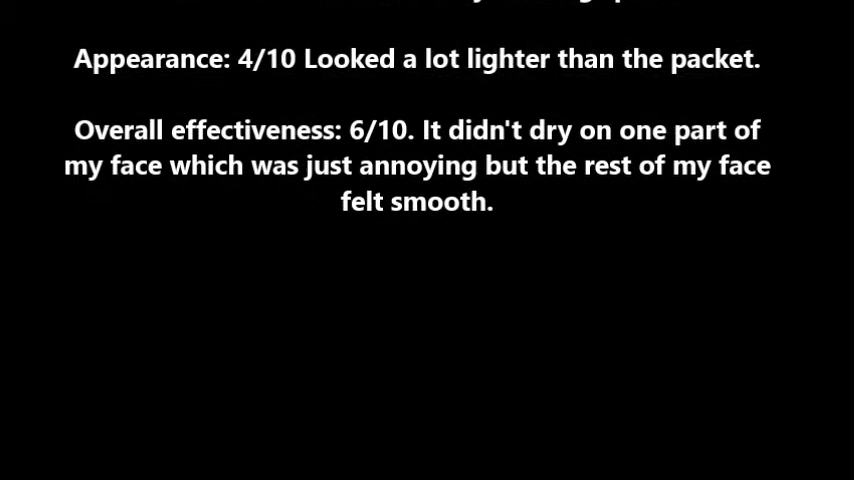 Appearance: 4/10 Looked a lot lighter than the packet.
Overall effectiveness: 6/10. It didn't dry on one part of
my face which was just annoying but the rest of my face
felt smooth.